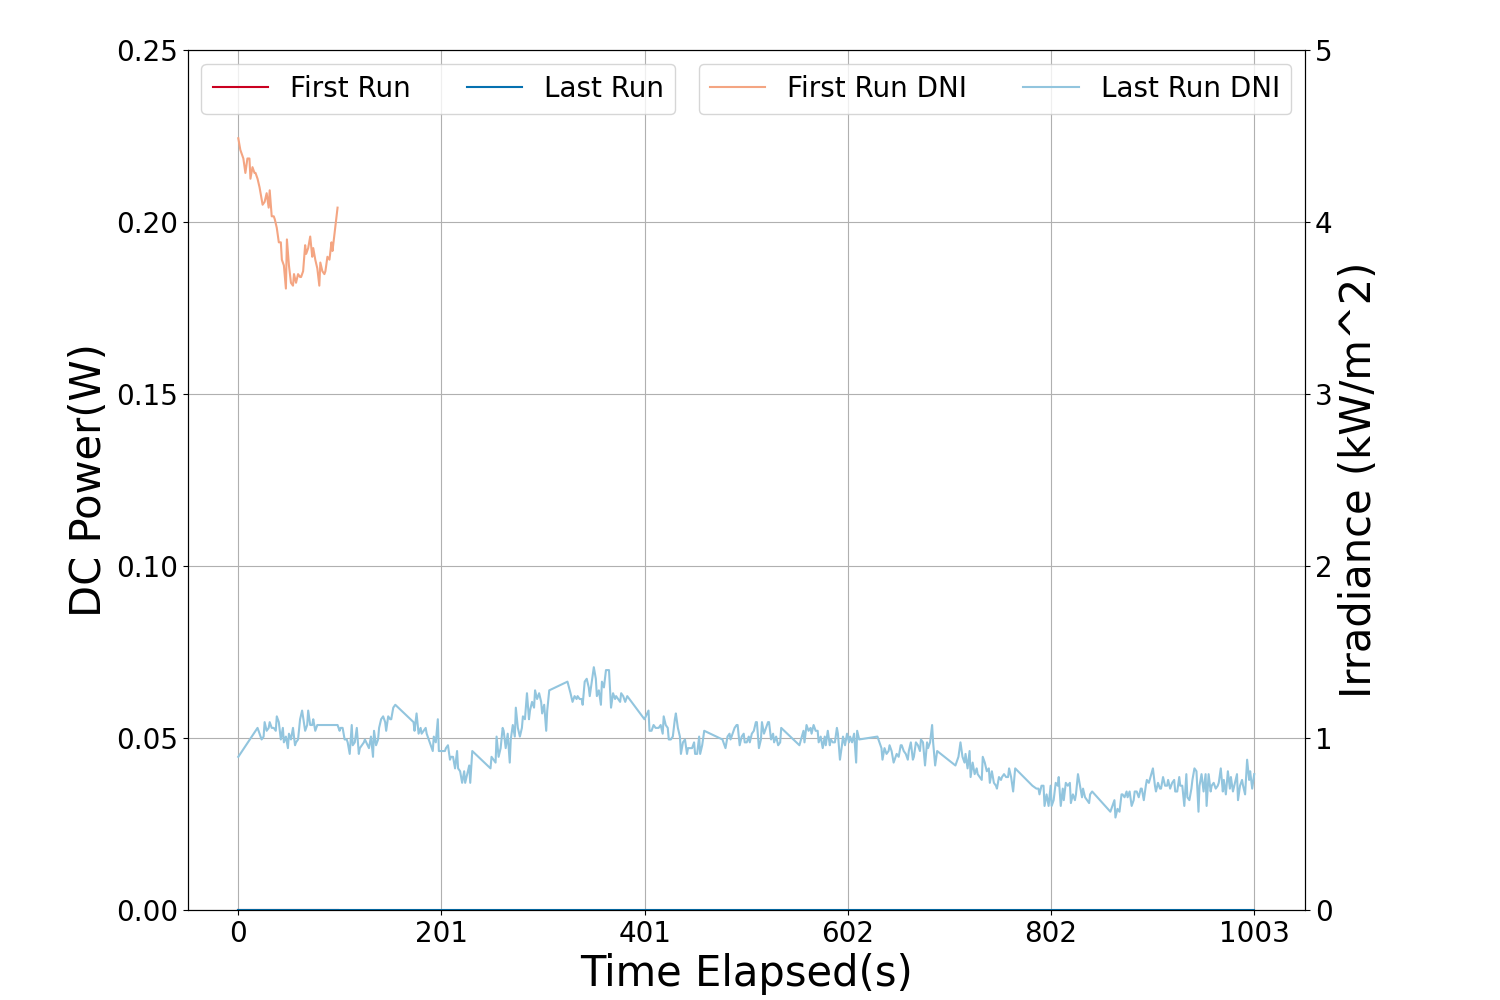 First Run
Last Run
First Run DNI
Last Run DNI
0.25
0.20
0.15
0.10
0.05
0.00
5
4
3
2
1
0
0
201
401
602
802
1003
DC Power(W)
Irradiance (kW/m^2)
Time Elapsed(s)